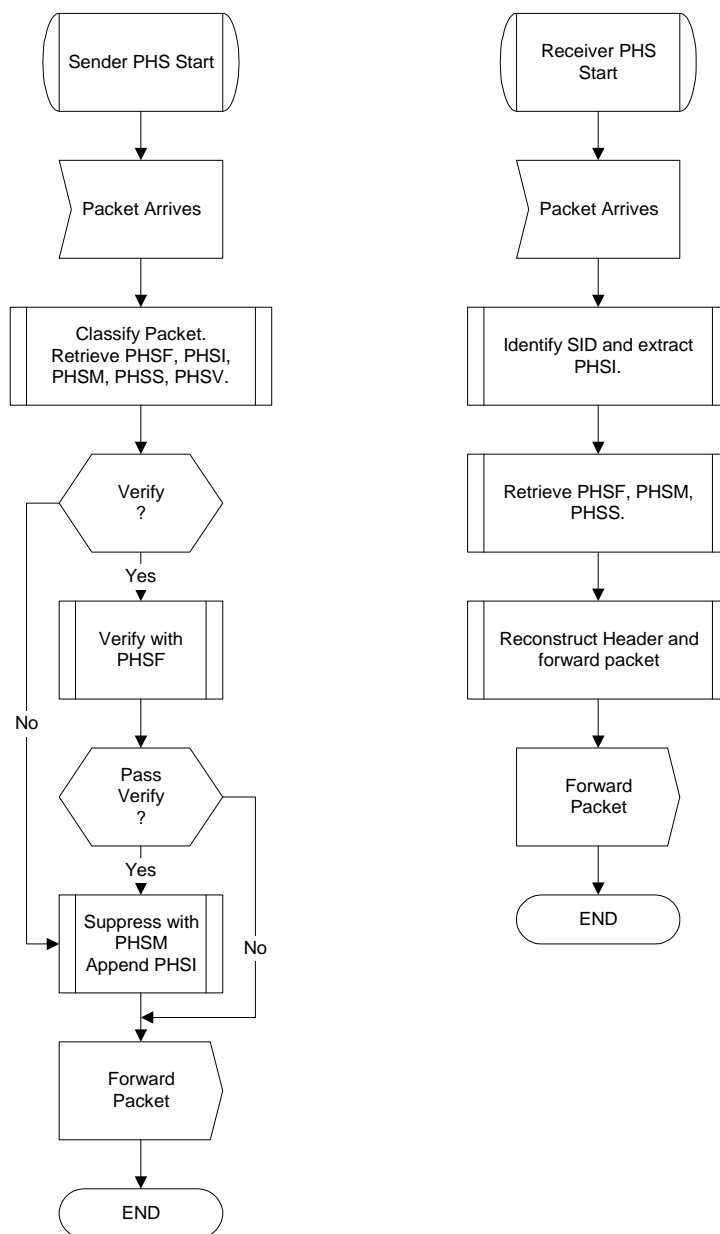 Sender PHS Start
Packet Arrives
Classify Packet.
Retrieve PHSF, PHSI,
PHSM, PHSS, PHSV.
Verify
?
Yes
Verify with
PHSF
No
Pass
Verify
?
Yes
Suppress with
PHSM
Append PHSI
No
Forward
Packet
END
Receiver PHS
Start
Packet Arrives
Identify SID and extract
PHSI.
Retrieve PHSF, PHSM,
PHSS.
Reconstruct Header and
forward packet
Forward
Packet
END